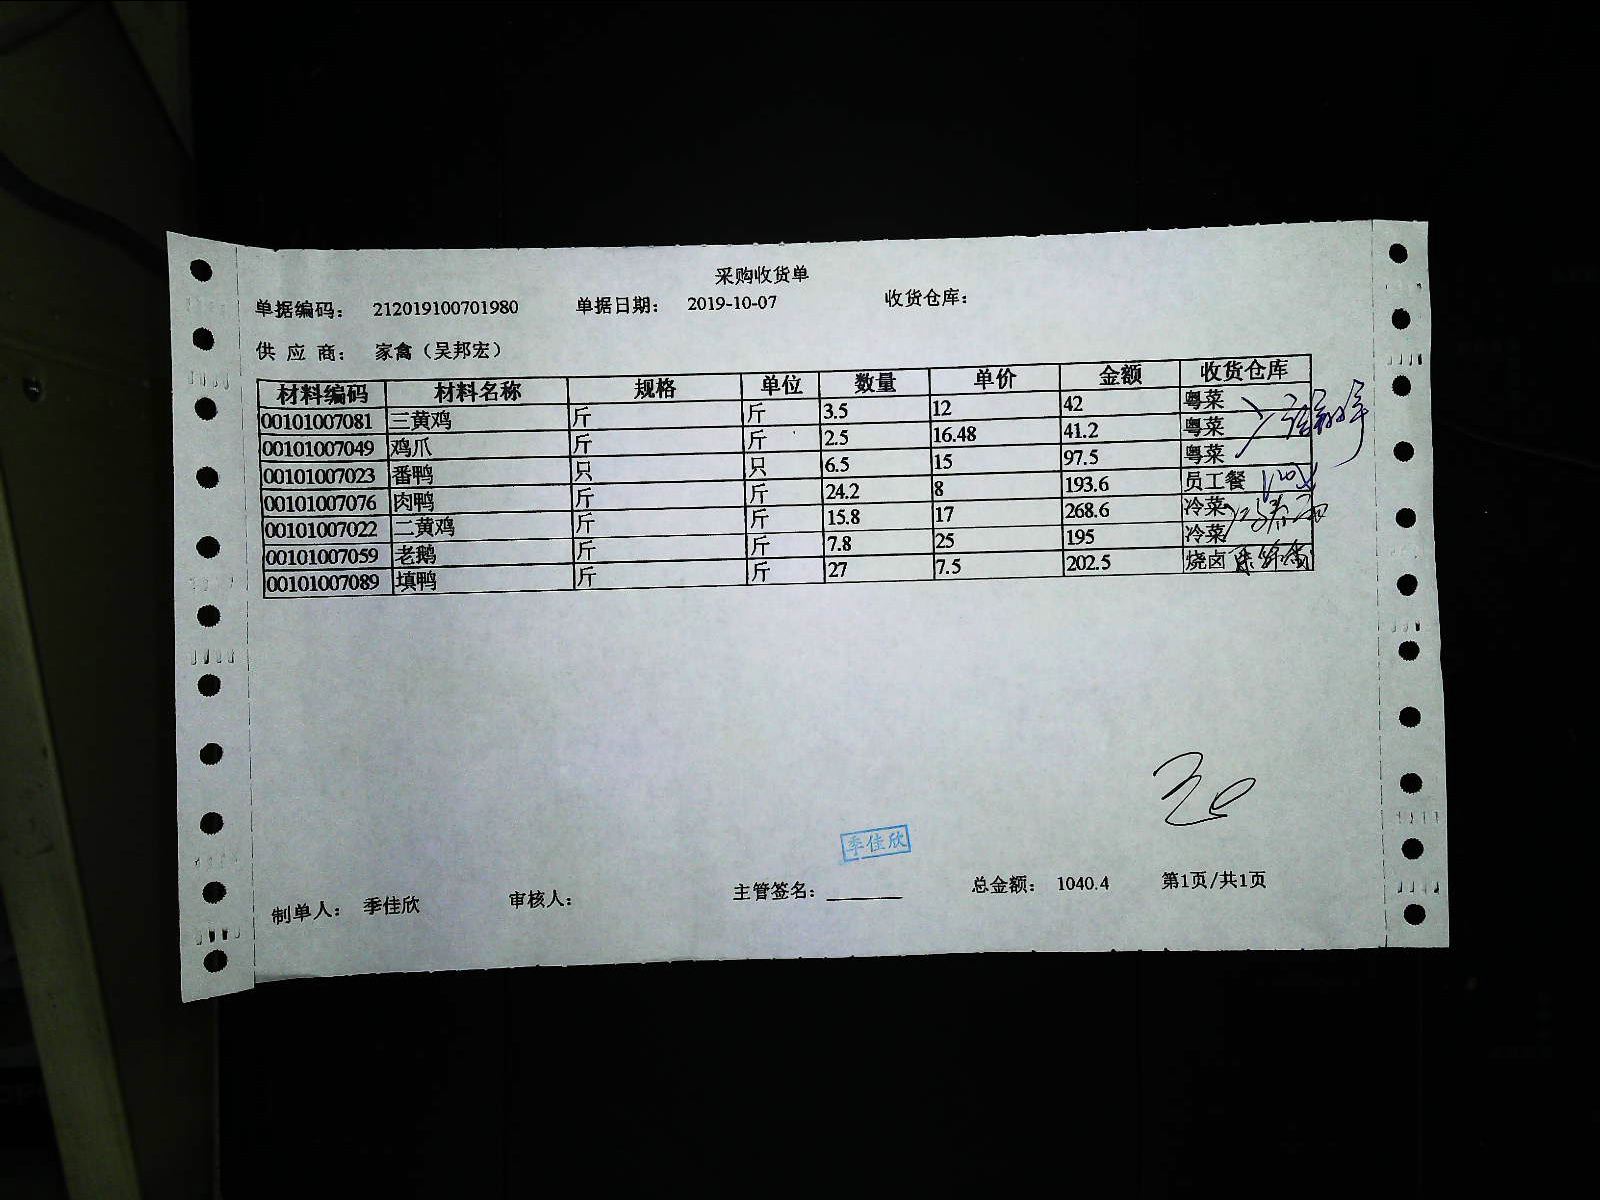 采购收货单
单据编码： 212019100701980 单据日期： 2019-10-07 收货仓库：
供 应 商： 家禽（吴邦宏）
材料编码 材料名称 规格 单位 数量 单价 金额 收货仓库
00101007081 三黄鸡 斤 斤 3.5 12 42 粤菜
00101007049 鸡爪 斤 斤 2.5 16.48 41.2 粤菜
00101007023 番鸭 只 只 6.5 15 97.5 粤菜
00101007076 肉鸭 斤 斤 24.2 8 193.6 员工餐
00101007022 二黄鸡 斤 斤 15.8 17 268.6 冷菜
00101007059 老鹅 斤 斤 7.8 25 195 冷菜
00101007089 填鸭 斤 斤 27 7.5 202.5 烧卤
季佳欣
制单人： 季佳欣 审核人： 主管签名： 总金额： 1040.4 第1页/共1页